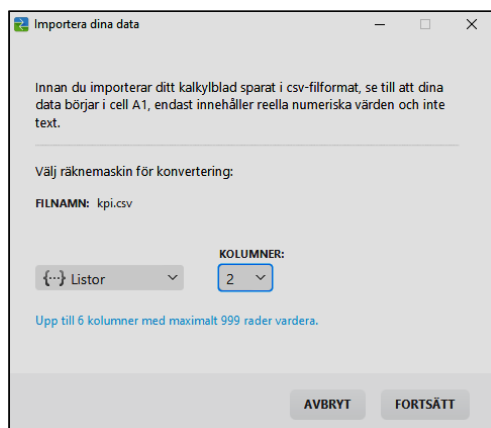 Importera dina data
Innan du importerar ditt kalkylblad sparat i csv-filformat, se till att dina
data börjar i cell A1, endast innehåller reella numeriska värden och inte
text.
Välj räknemaskin för konvertering:
FILNAMN: kpi.csv
KOLUMNER:
{···} Listor
2
Upp till 6 kolumner med maximalt 999 rader vardera.
AVBRYT FORTSÄTT